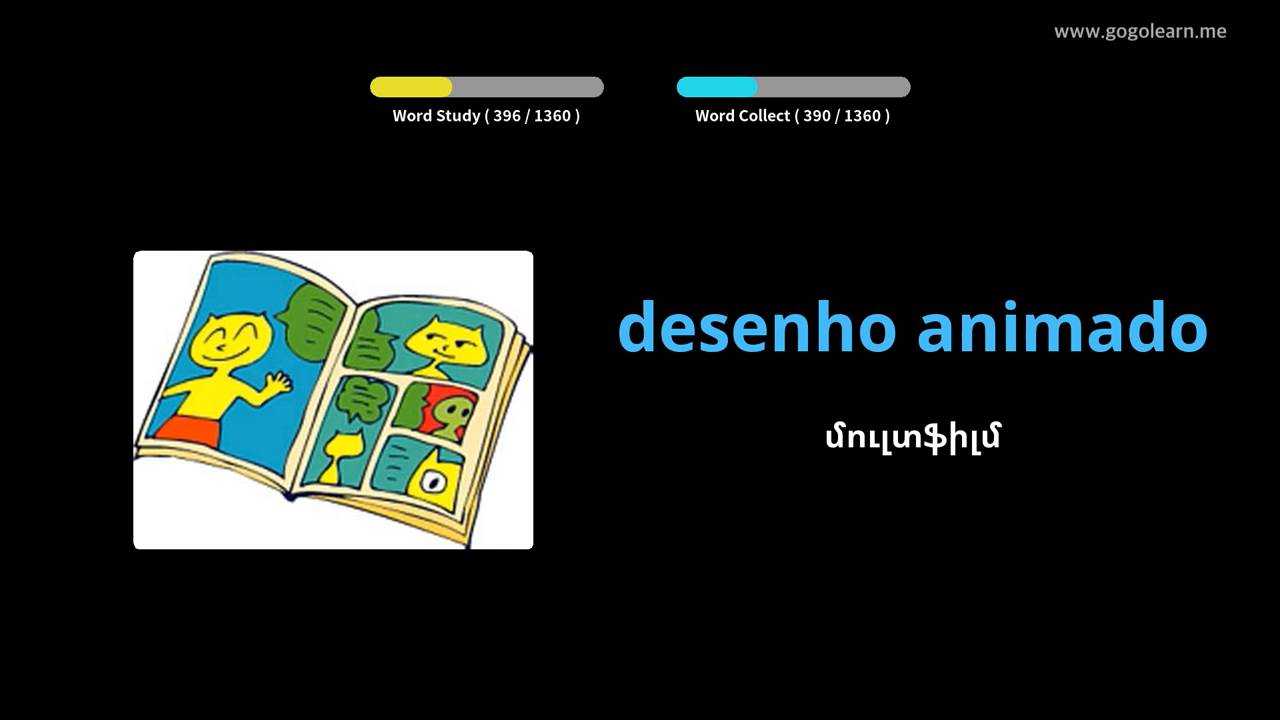 www.gogolearn.me
Word Study ( 396 / 1360 )
Word Collect ( 390 / 1360 )
desenho animado
մուլտֆիլմ